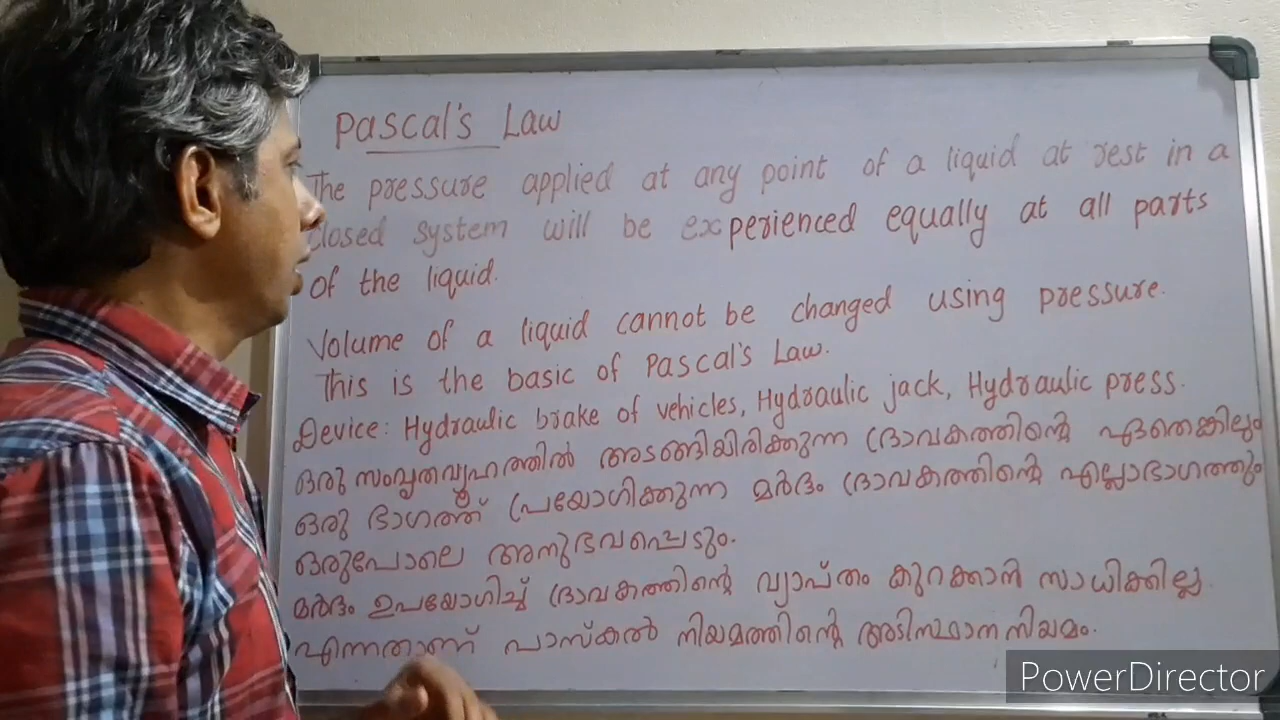 Pascal's Law
The pressure applied at any point of a liquid at rest in a
closed system will be experienced equally at all parts
of the liquid.
Volume of a liquid cannot be changed using pressure.
This is the basic of Pascal's Law.
Device: Hydraulic brake of vehicles, Hydraulic jack, Hydraulic press.
ഒരു സംവൃതവ്യൂഹത്തിൽ അടങ്ങിയിരിക്കുന്ന ദ്രാവകത്തിന്റെ ഏതെങ്കിലും
ഒരു ഭാഗത്ത് പ്രയോഗിക്കുന്ന മർദ്ദം ദ്രാവകത്തിന്റെ എല്ലാഭാഗത്തും
ഒരുപോലെ അനുഭവപ്പെടും.
മർദ്ദം ഉപയോഗിച്ച് ദ്രാവകത്തിന്റെ വ്യാപ്തം കുറക്കാൻ സാധിക്കില്ല
എന്നതാണ് പാസ്കൽ നിയമത്തിന്റെ അടിസ്ഥാന നിയമം.
PowerDirector